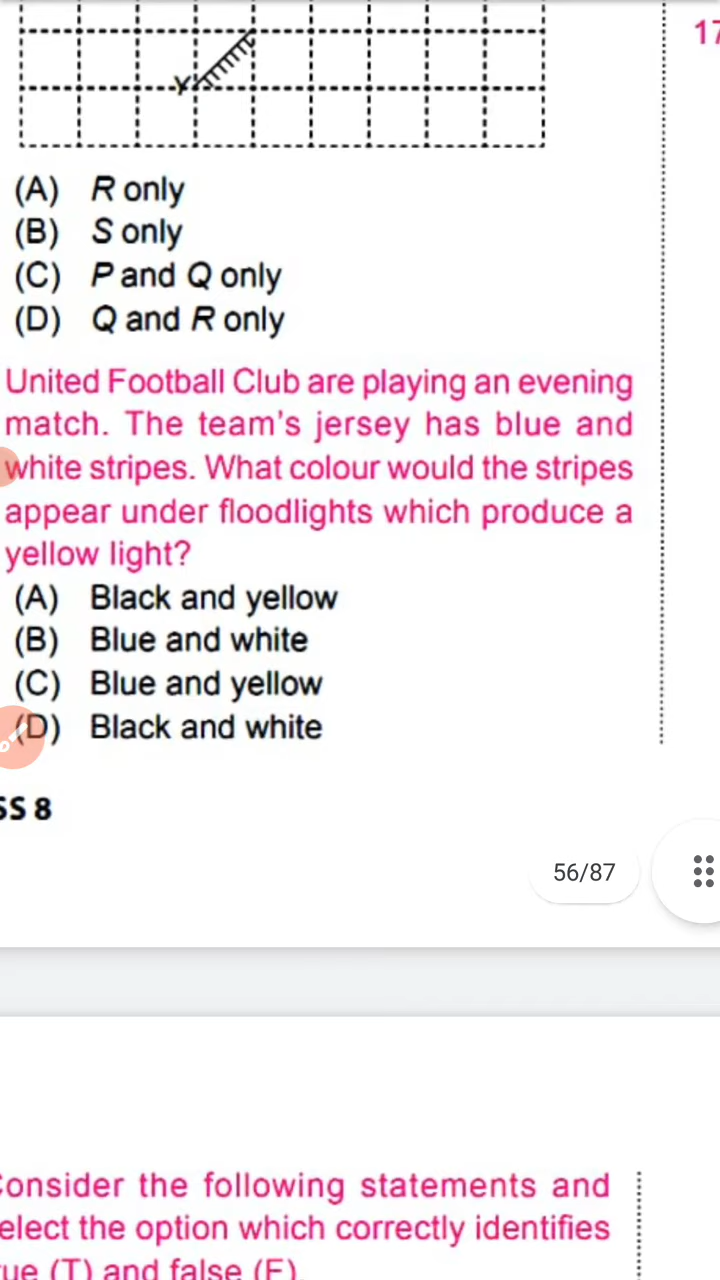 17
(A) R only
(B) S only
(C) P and Q only
(D) Q and R only
United Football Club are playing an evening
match. The team's jersey has blue and
white stripes. What colour would the stripes
appear under floodlights which produce a
yellow light?
(A) Black and yellow
(B) Blue and white
(C) Blue and yellow
(D) Black and white
SS 8
56/87
Consider the following statements and
elect the option which correctly identifies
rue (T) and false (F).